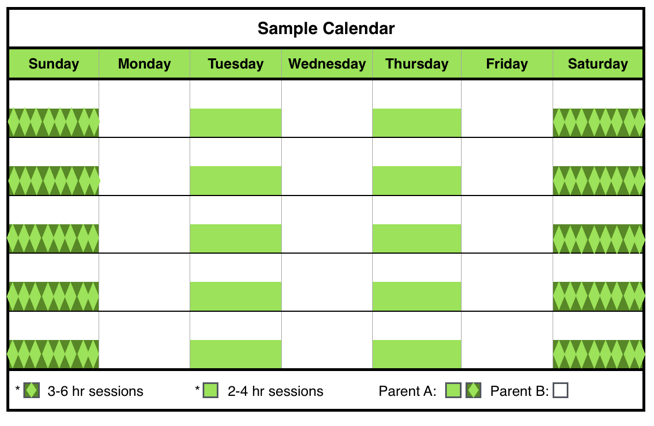 Sample Calendar
Sunday Monday Tuesday Wednesday Thursday Friday Saturday
* 3-6 hr sessions * 2-4 hr sessions Parent A: Parent B: